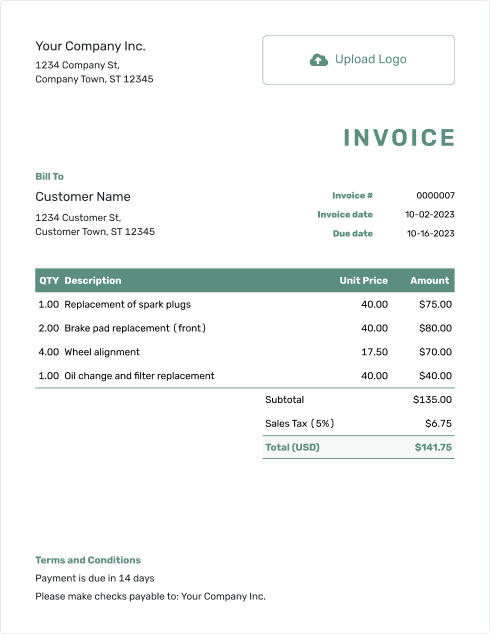 Your Company Inc.
1234 Company St,
Company Town, ST 12345
Upload Logo
INVOICE
Bill To
Customer Name
1234 Customer St,
Customer Town, ST 12345
Invoice # 0000007
Invoice date 10-02-2023
Due date 10-16-2023
QTY Description Unit Price Amount
1.00 Replacement of spark plugs 40.00 $75.00
2.00 Brake pad replacement (front) 40.00 $80.00
4.00 Wheel alignment 17.50 $70.00
1.00 Oil change and filter replacement 40.00 $40.00
Subtotal $135.00
Sales Tax (5%) $6.75
Total (USD) $141.75
Terms and Conditions
Payment is due in 14 days
Please make checks payable to: Your Company Inc.